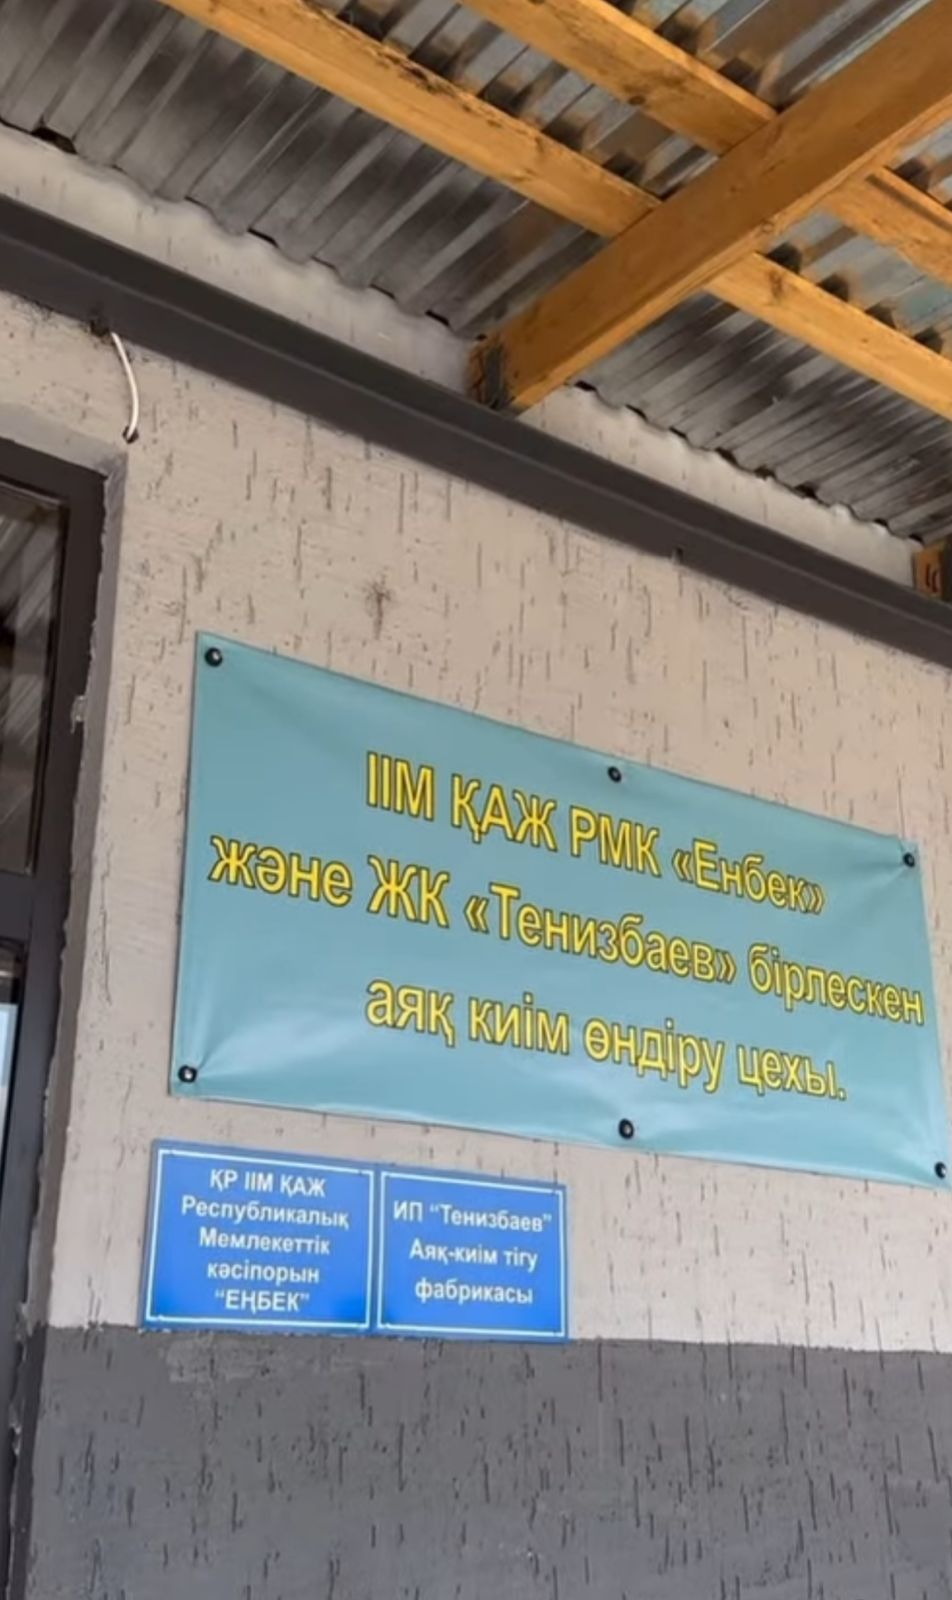 ІІМ ҚАЖ РМК «Енбек»
және ЖК «Тенизбаев» бірлескен
аяқ киім өндіру цехы.
ҚР ІІМ ҚАЖ
Республикалық
Мемлекеттік
кәсіпорын
“ЕҢБЕК”
ИП “Тенизбаев”
Аяқ-киім тігу
фабрикасы